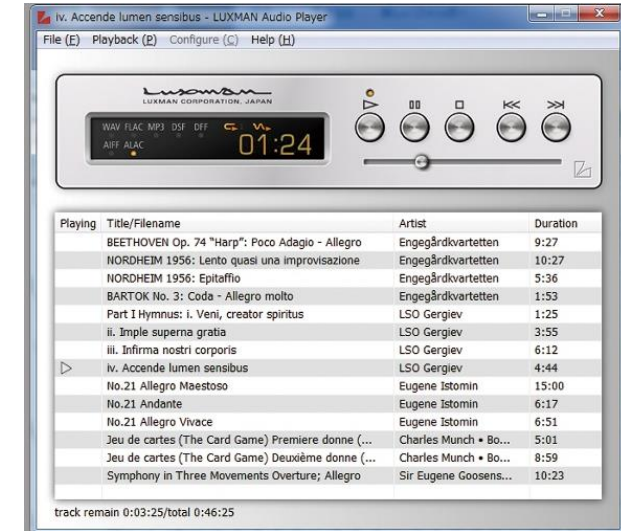 iv. Accende lumen sensibus - LUXMAN Audio Player
File (F) Playback (P) Configure (C) Help (H)
Luxman
LUXMAN CORPORATION, JAPAN
WAV FLAC MP3 DSF DFF
AIFF ALAC
01:24
Playing Title/Filename Artist Duration
BEETHOVEN Op. 74 "Harp": Poco Adagio - Allegro Engegårdkvartetten 9:27
NORDHEIM 1956: Lento quasi una improvisazione Engegårdkvartetten 10:27
NORDHEIM 1956: Epitaffio Engegårdkvartetten 5:36
BARTOK No. 3: Coda - Allegro molto Engegårdkvartetten 1:53
Part I Hymnus: i. Veni, creator spiritus LSO Gergiev 1:25
ii. Imple superna gratia LSO Gergiev 3:55
iii. Infirma nostri corporis LSO Gergiev 6:12
iv. Accende lumen sensibus LSO Gergiev 4:44
No.21 Allegro Maestoso Eugene Istomin 15:00
No.21 Andante Eugene Istomin 6:17
No.21 Allegro Vivace Eugene Istomin 6:51
Jeu de cartes (The Card Game) Premiere donne (... Charles Munch • Bo... 5:01
Jeu de cartes (The Card Game) Deuxième donne (... Charles Munch • Bo... 8:59
Symphony in Three Movements Overture; Allegro Sir Eugene Goosens... 10:23
track remain 0:03:25/total 0:46:25